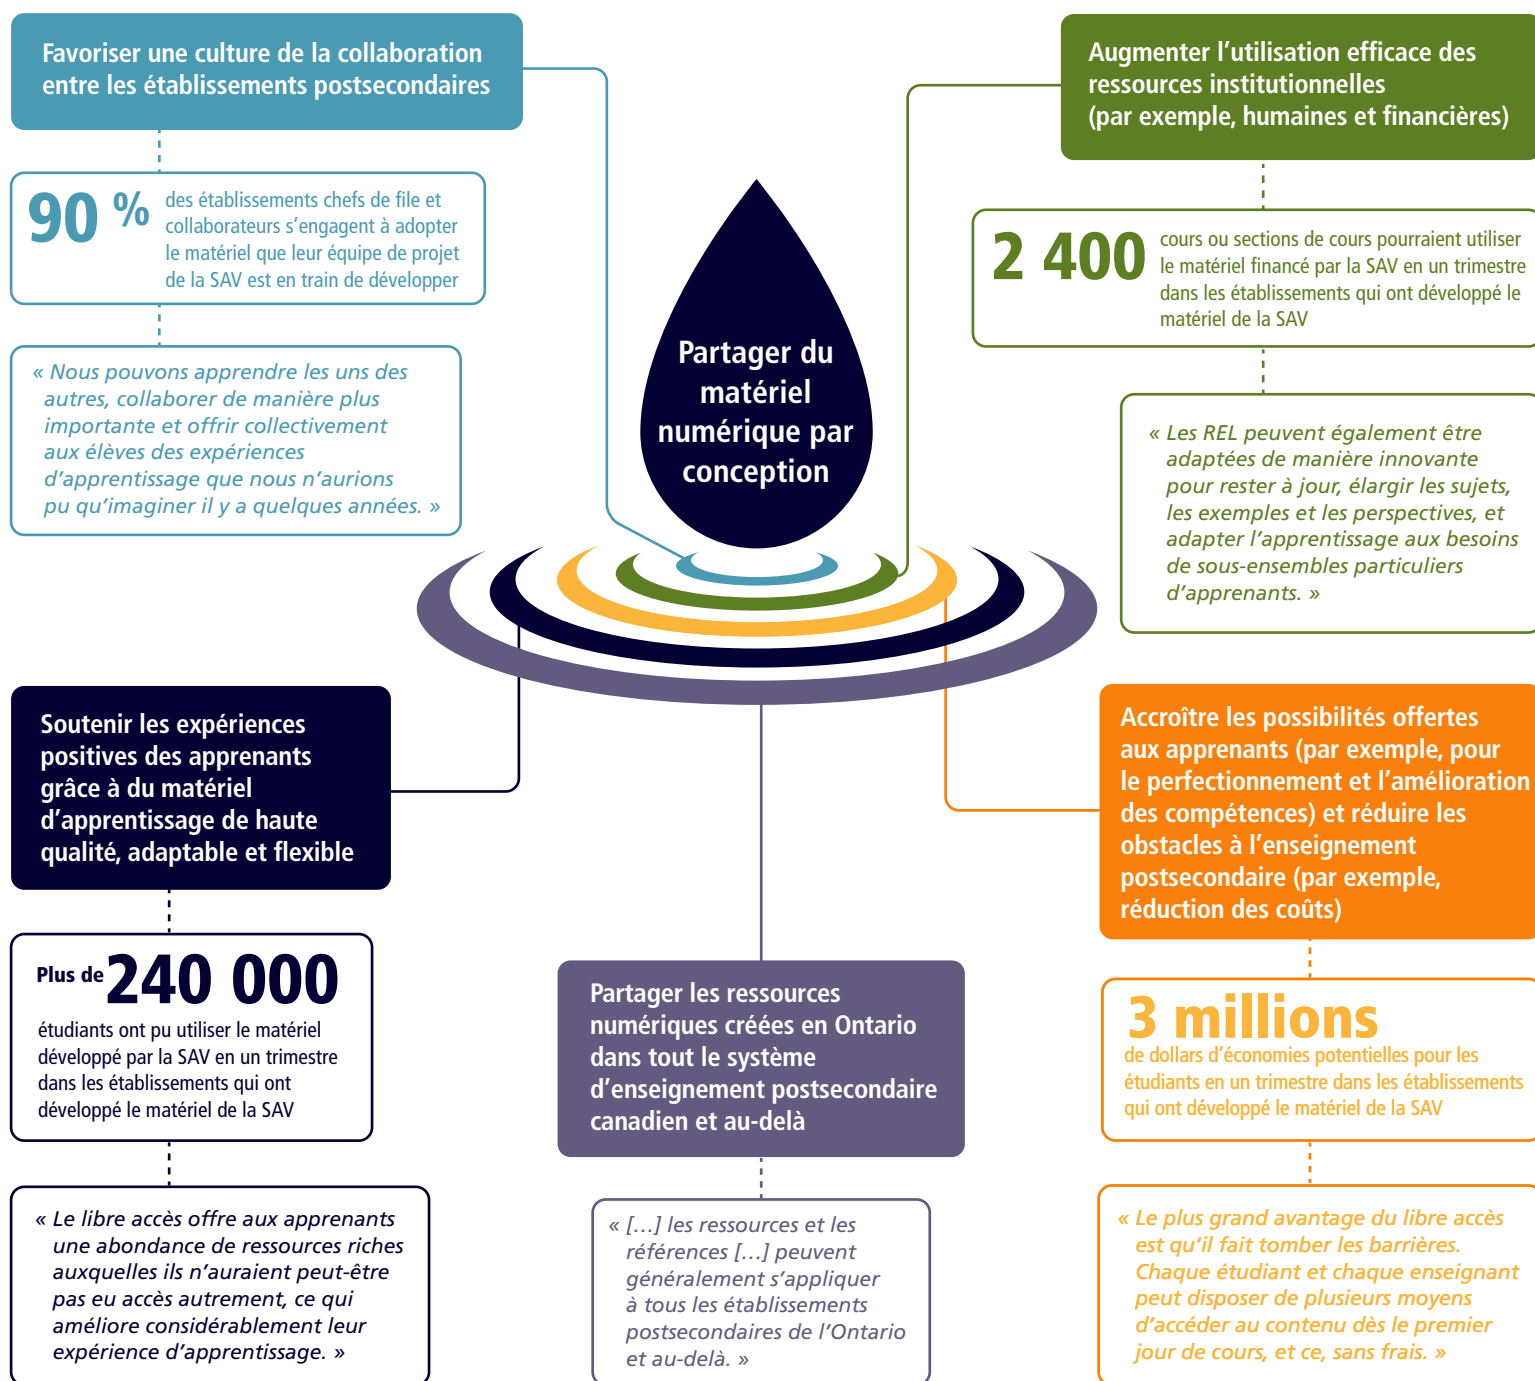 Favoriser une culture de la collaboration
entre les établissements postsecondaires
90 %
des établissements chefs de file et
collaborateurs s’engagent à adopter
le matériel que leur équipe de projet
de la SAV est en train de développer
« Nous pouvons apprendre les uns des
autres, collaborer de manière plus
importante et offrir collectivement
aux élèves des expériences
d’apprentissage que nous n’aurions
pu qu’imaginer il y a quelques années. »
Partager du
matériel
numérique par
conception
Augmenter l’utilisation efficace des
ressources institutionnelles
(par exemple, humaines et financières)
2 400
cours ou sections de cours pourraient utiliser
le matériel financé par la SAV en un trimestre
dans les établissements qui ont développé le
matériel de la SAV
« Les REL peuvent également être
adaptées de manière innovante
pour rester à jour, élargir les sujets,
les exemples et les perspectives, et
adapter l’apprentissage aux besoins
de sous-ensembles particuliers
d’apprenants. »
Soutenir les expériences
positives des apprenants
grâce à du matériel
d’apprentissage de haute
qualité, adaptable et flexible
Plus de 240 000
étudiants ont pu utiliser le matériel
développé par la SAV en un trimestre
dans les établissements qui ont
développé le matériel de la SAV
« Le libre accès offre aux apprenants
une abondance de ressources riches
auxquelles ils n’auraient peut-être
pas eu accès autrement, ce qui
améliore considérablement leur
expérience d’apprentissage. »
Partager les ressources
numériques créées en Ontario
dans tout le système
d’enseignement postsecondaire
canadien et au-delà
« […] les ressources et les
références […] peuvent
généralement s’appliquer
à tous les établissements
postsecondaires de l’Ontario
et au-delà. »
Accroître les possibilités offertes
aux apprenants (par exemple, pour
le perfectionnement et l’amélioration
des compétences) et réduire les
obstacles à l’enseignement
postsecondaire (par exemple,
réduction des coûts)
3 millions
de dollars d’économies potentielles pour les
étudiants en un trimestre dans les établissements
qui ont développé le matériel de la SAV
« Le plus grand avantage du libre accès
est qu’il fait tomber les barrières.
Chaque étudiant et chaque enseignant
peut disposer de plusieurs moyens
d’accéder au contenu dès le premier
jour de cours, et ce, sans frais. »